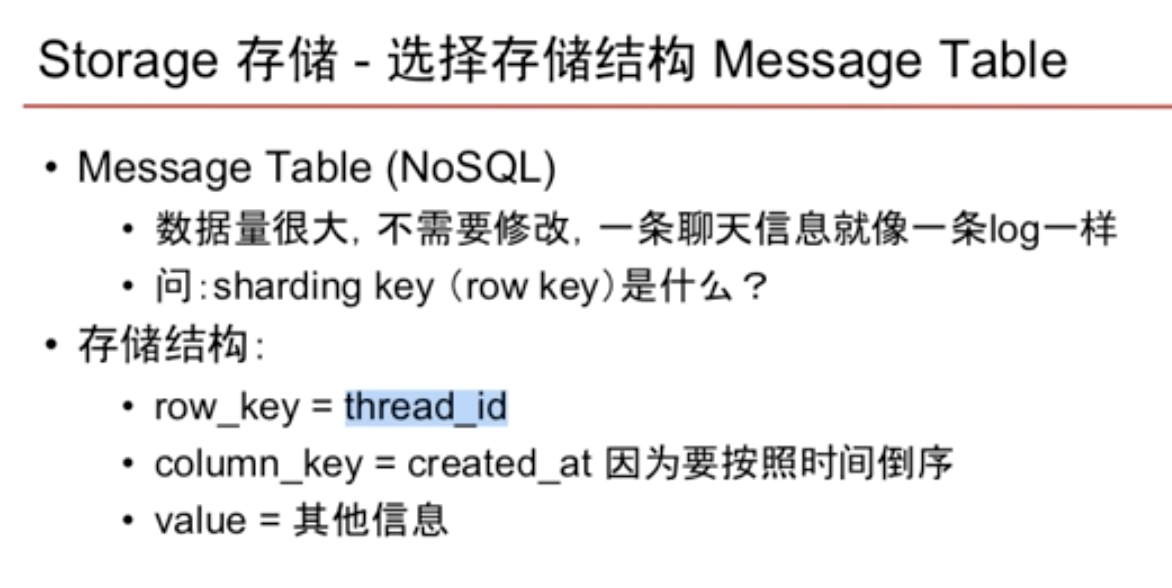 Storage 存储 - 选择存储结构 Message Table
• Message Table (NoSQL)
• 数据量很大, 不需要修改, 一条聊天信息就像一条log一样
• 问:sharding key (row key)是什么?
• 存储结构:
• row_key = thread_id
• column_key = created_at 因为要按照时间倒序
• value = 其他信息